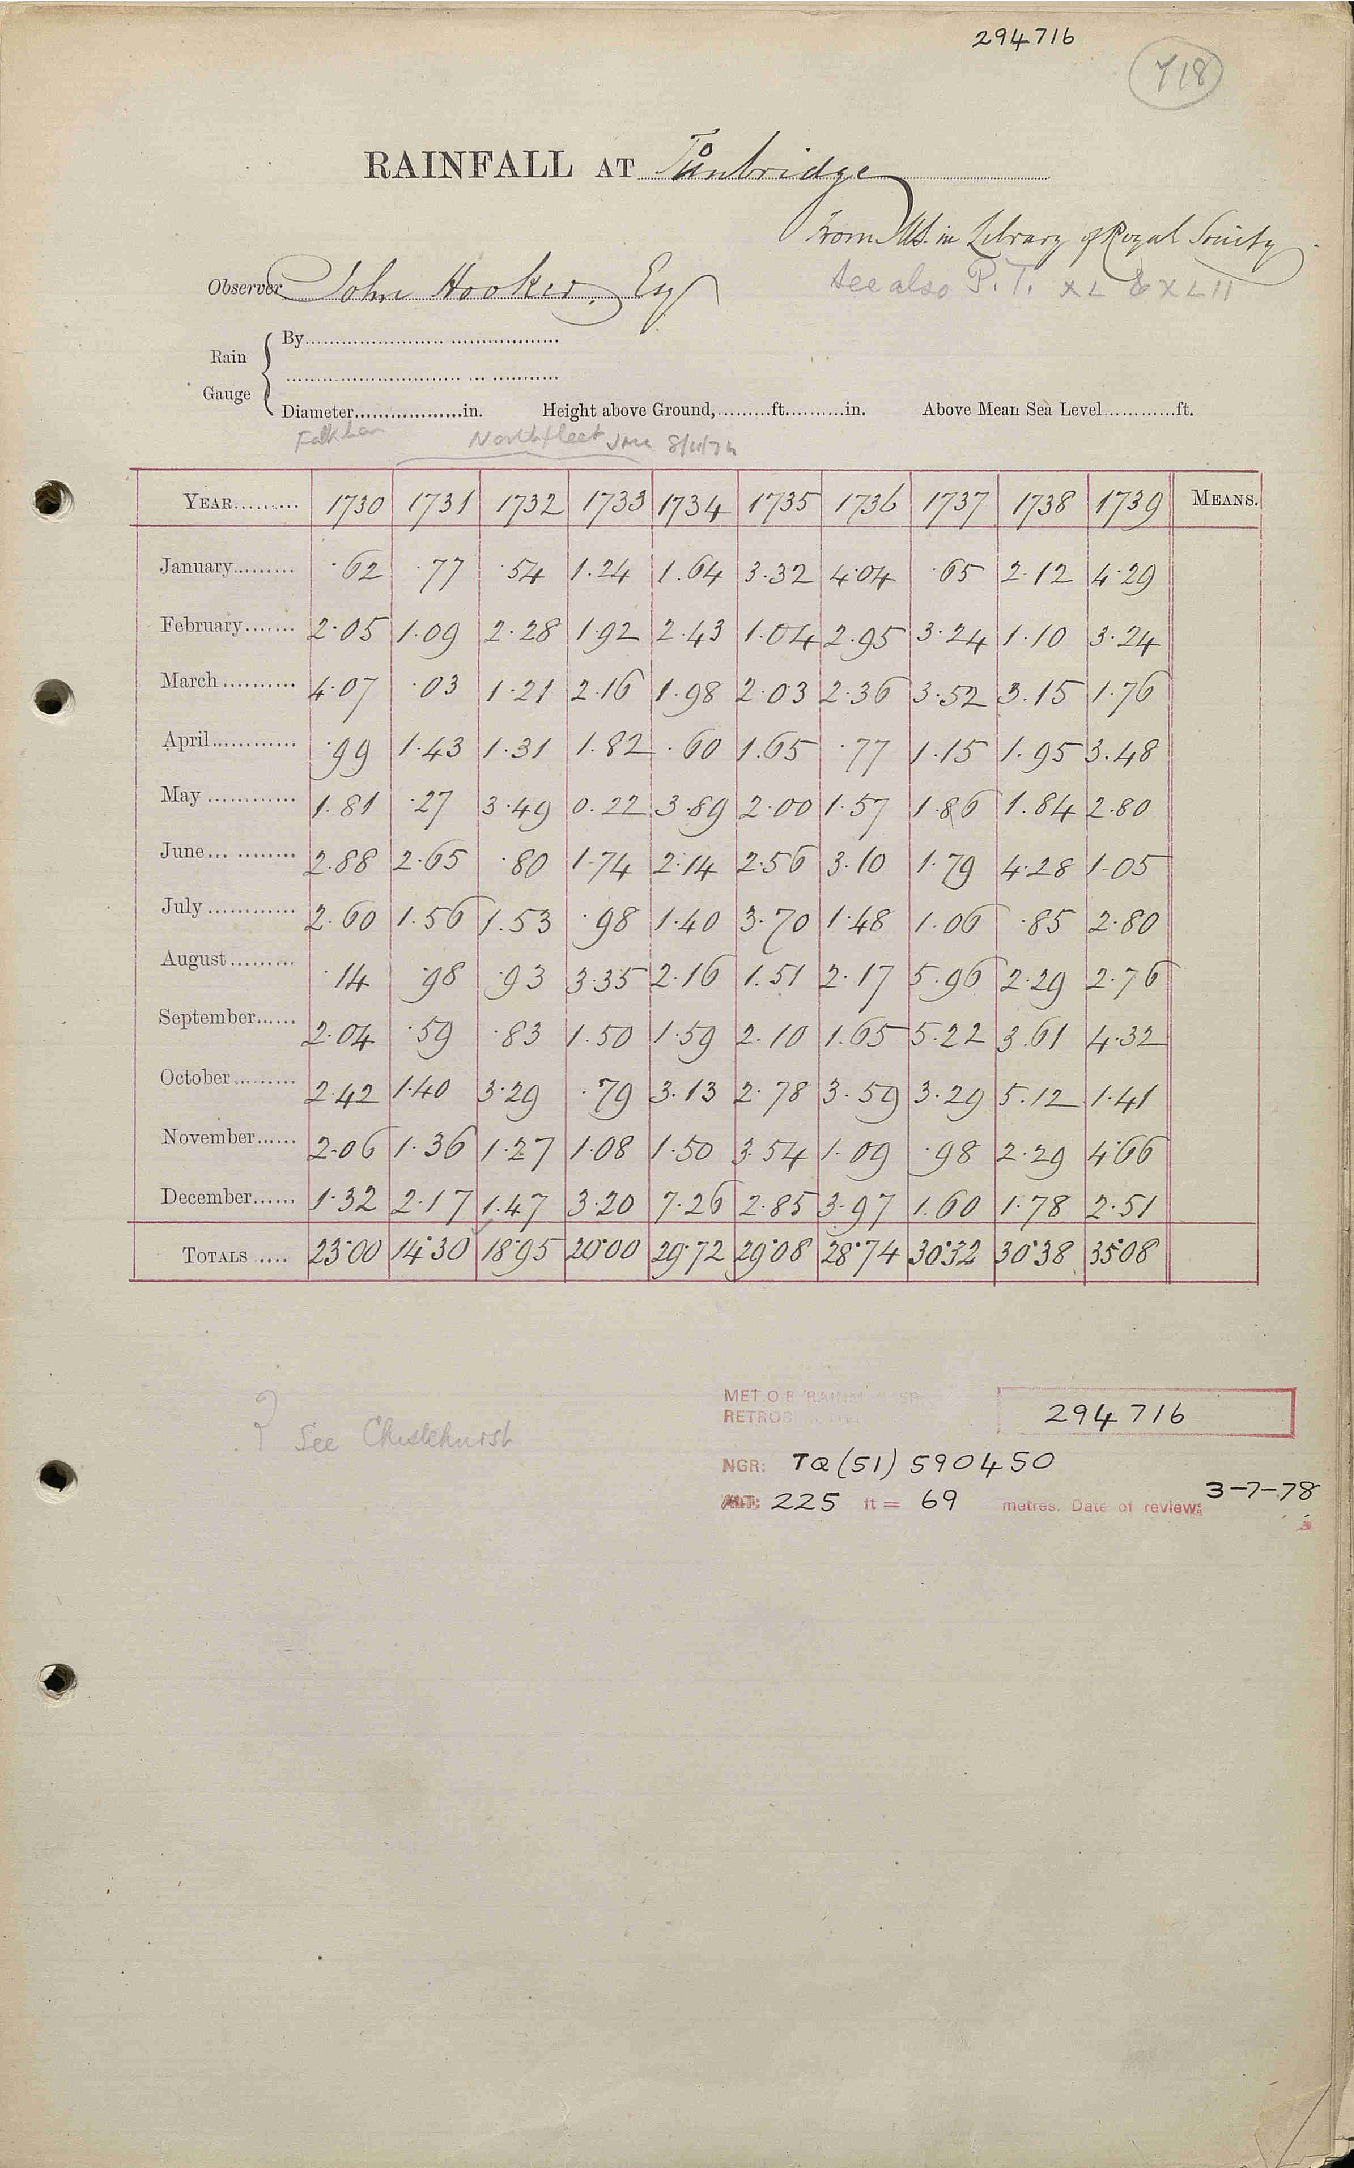 294716
718
RAINFALL AT Tunbridge
From MS. in Library of Royal Society
Observer John Hooker, Esq
See also P.T. XL & XLII
Rain Gauge { By
Diameter in. Height above Ground, ft. in. Above Mean Sea Level ft.
Falkham Northfleet
YEAR 1730 1731 1732 1733 1734 1735 1736 1737 1738 1739 MEANS.
January ·62 ·77 ·54 1.24 1.64 3.32 4.04 ·65 2.12 4.29
February 2.05 1.09 2.28 1.92 2.43 1.04 2.95 3.24 1.10 3.24
March 4.07 ·03 1.21 2.16 1.98 2.03 2.36 3.52 3.15 1.76
April ·99 1.43 1.31 1.82 ·60 1.65 ·77 1.15 1.95 3.48
May 1.81 ·27 3.49 0.22 3.89 2.00 1.57 1.86 1.84 2.80
June 2.88 2.65 ·80 1.74 2.14 2.56 3.10 1.79 4.28 1.05
July 2.60 1.56 1.53 ·98 1.40 3.70 1.48 1.06 ·85 2.80
August ·14 ·98 ·93 3.35 2.16 1.51 2.17 5.96 2.29 2.76
September 2.04 ·59 ·83 1.50 1.59 2.10 1.65 5.22 3.61 4.32
October 2.42 1.40 3.29 ·79 3.13 2.78 3.59 3.29 5.12 1.41
November 2.06 1.36 1.27 1.08 1.50 3.54 1.09 ·98 2.29 4.66
December 1.32 2.17 1.47 3.20 7.26 2.85 3.97 1.60 1.78 2.51
TOTALS 23.00 14.30 18.95 20.00 29.72 29.08 28.74 30.32 30.38 35.08
? See Chislehurst
MET O 8
294716
NGR: TQ (51) 590450
ALT: 225 ft = 69 metres. Date of review: 3-7-78